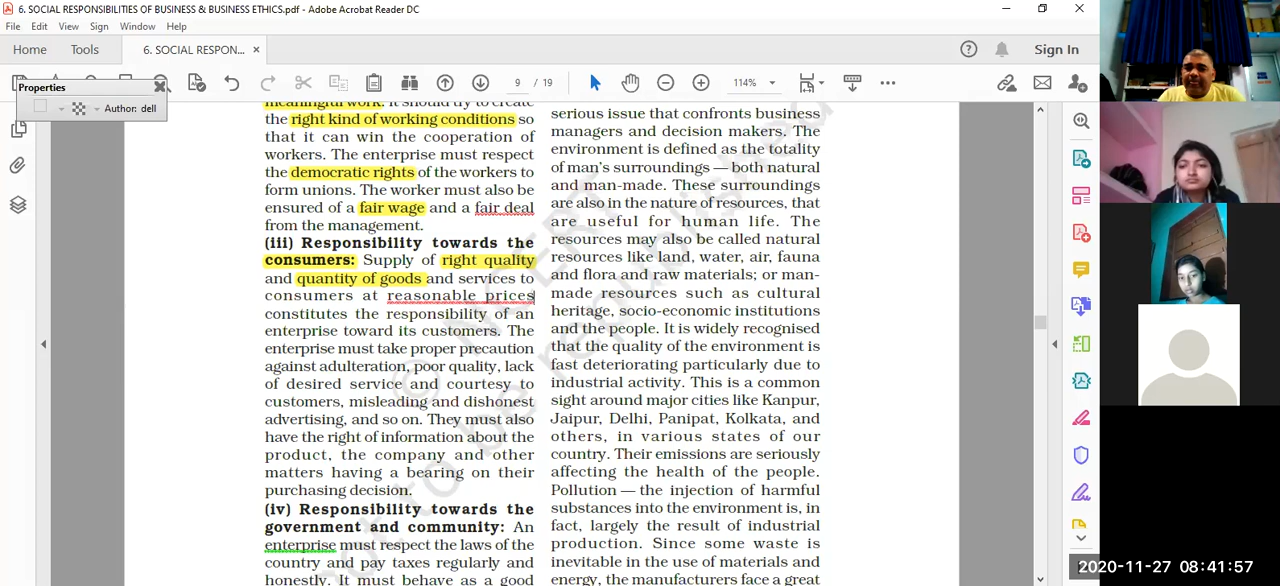 6. SOCIAL RESPONSIBILITIES OF BUSINESS & BUSINESS ETHICS.pdf - Adobe Acrobat Reader DC
File Edit View Sign Window Help
Home Tools 6. SOCIAL RESPON... × Sign In
9 / 19 114%
Properties
Author: dell
meaningful work. It should try to create
the right kind of working conditions so
that it can win the cooperation of
workers. The enterprise must respect
the democratic rights of the workers to
form unions. The worker must also be
ensured of a fair wage and a fair deal
from the management.
(iii) Responsibility towards the
consumers: Supply of right quality
and quantity of goods and services to
consumers at reasonable prices
constitutes the responsibility of an
enterprise toward its customers. The
enterprise must take proper precaution
against adulteration, poor quality, lack
of desired service and courtesy to
customers, misleading and dishonest
advertising, and so on. They must also
have the right of information about the
product, the company and other
matters having a bearing on their
purchasing decision.
(iv) Responsibility towards the
government and community: An
enterprise must respect the laws of the
country and pay taxes regularly and
honestly. It must behave as a good
serious issue that confronts business
managers and decision makers. The
environment is defined as the totality
of man's surroundings — both natural
and man-made. These surroundings
are also in the nature of resources, that
are useful for human life. The
resources may also be called natural
resources like land, water, air, fauna
and flora and raw materials; or man-
made resources such as cultural
heritage, socio-economic institutions
and the people. It is widely recognised
that the quality of the environment is
fast deteriorating particularly due to
industrial activity. This is a common
sight around major cities like Kanpur,
Jaipur, Delhi, Panipat, Kolkata, and
others, in various states of our
country. Their emissions are seriously
affecting the health of the people.
Pollution — the injection of harmful
substances into the environment is, in
fact, largely the result of industrial
production. Since some waste is
inevitable in the use of materials and
energy, the manufacturers face a great
© NCERT
not to be republished
2020-11-27 08:41:57